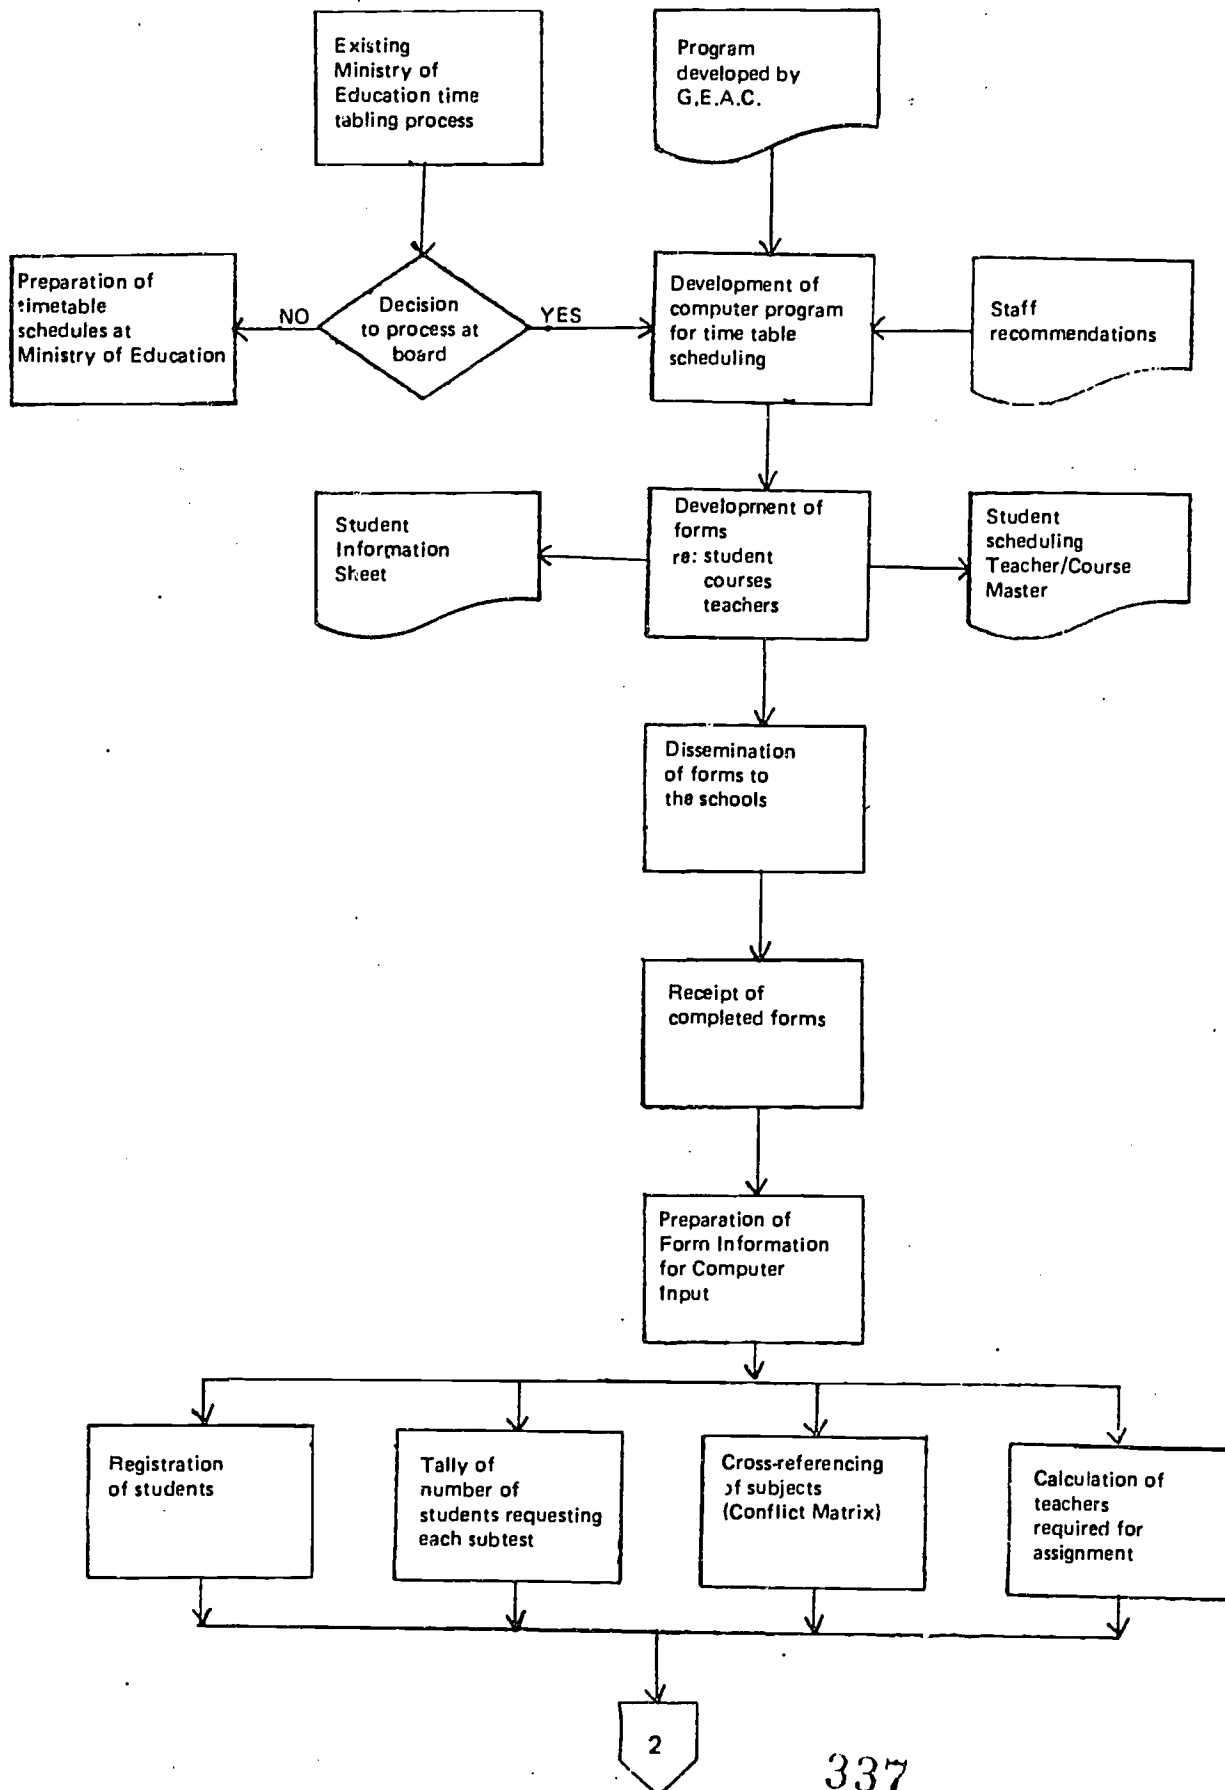 Existing
Ministry of
Education time
tabling process
Program
developed by
G.E.A.C.
Preparation of
timetable
schedules at
Ministry of Education
NO
Decision
to process at
board
YES
Development of
computer program
for time table
scheduling
Staff
recommendations
Student
Information
Sheet
Development of
forms
re: student
courses
teachers
Student
scheduling
Teacher/Course
Master
Dissemination
of forms to
the schools
Receipt of
completed forms
Preparation of
Form Information
for Computer
Input
Registration
of students
Tally of
number of
students requesting
each subtest
Cross-referencing
of subjects
(Conflict Matrix)
Calculation of
teachers
required for
assignment
2
337